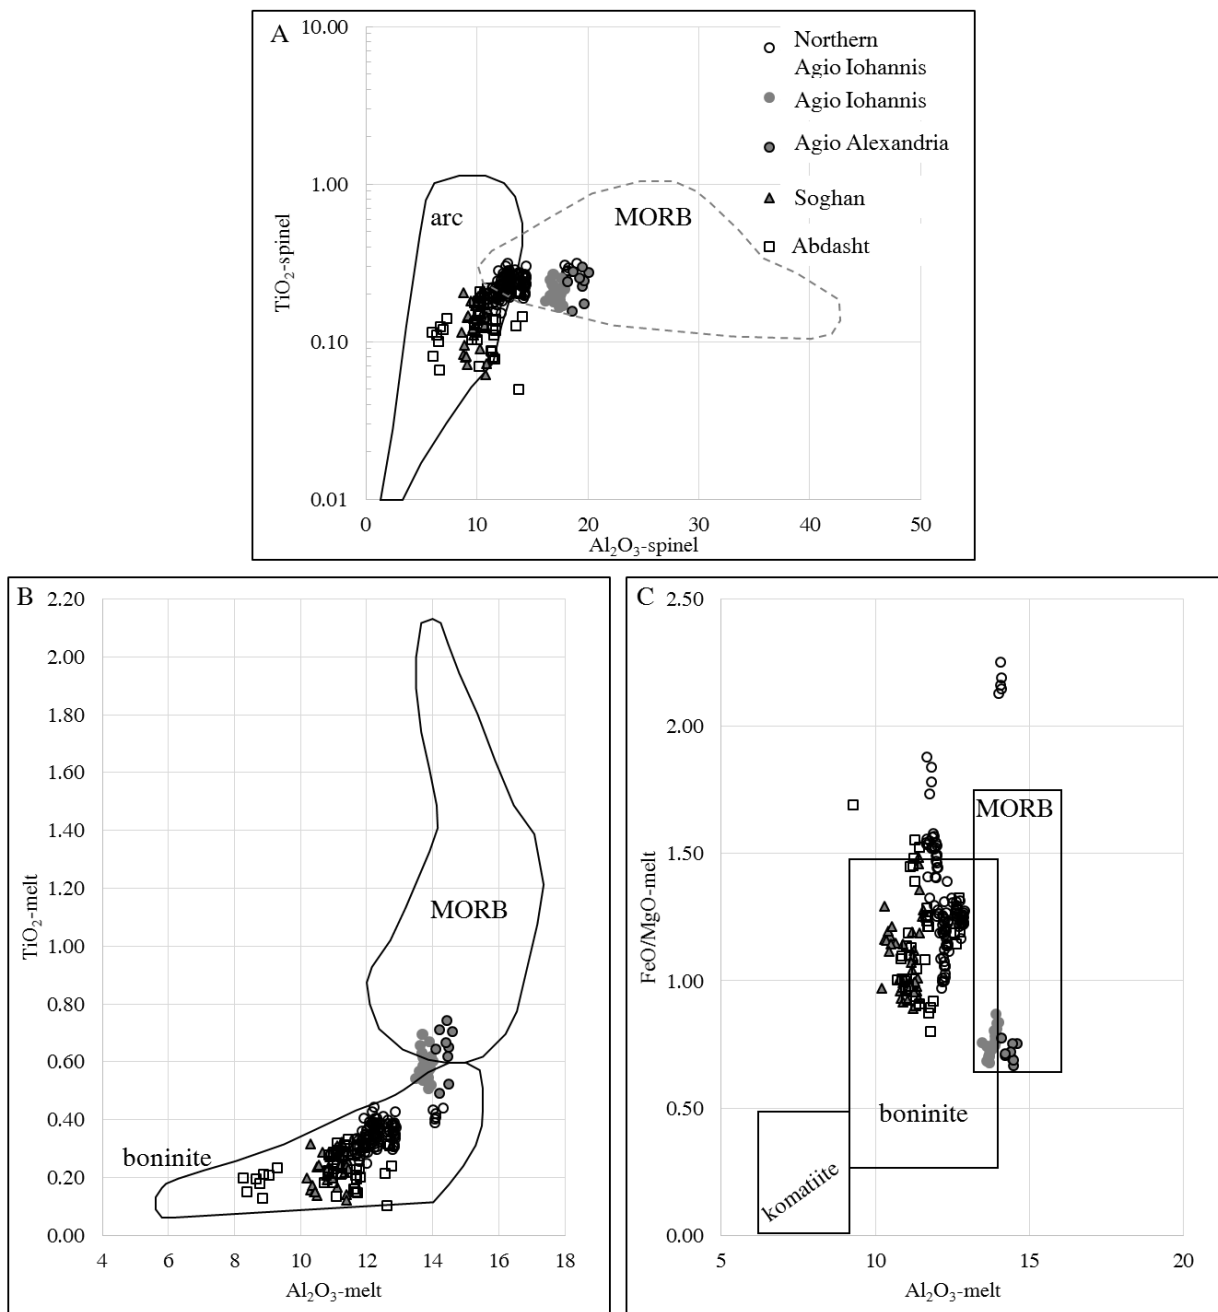 A
10.00
1.00
0.10
0.01
TiO₂-spinel
0
10
20
30
40
50
Al₂O₃-spinel
arc
MORB
Northern
Agio Iohannis
Agio Iohannis
Agio Alexandria
Soghan
Abdasht
B
2.20
2.00
1.80
1.60
1.40
1.20
1.00
0.80
0.60
0.40
0.20
0.00
TiO₂-melt
4
6
8
10
12
14
16
18
Al₂O₃-melt
MORB
boninite
C
2.50
2.00
1.50
1.00
0.50
0.00
FeO/MgO-melt
5
10
15
20
Al₂O₃-melt
MORB
boninite
komatiite